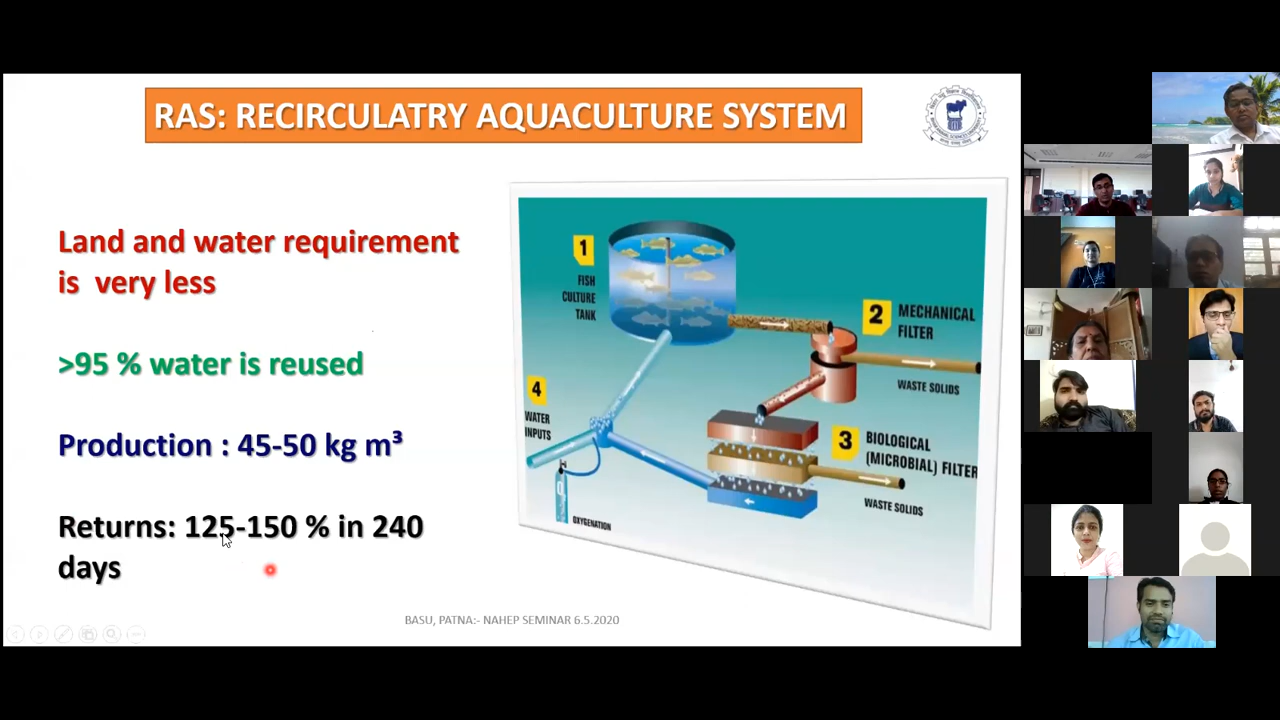 RAS: RECIRCULATRY AQUACULTURE SYSTEM
Land and water requirement
is very less
>95 % water is reused
Production : 45-50 kg m³
Returns: 125-150 % in 240
days
1
FISH
CULTURE
TANK
2
MECHANICAL
FILTER
WASTE SOLIDS
3
BIOLOGICAL
(MICROBIAL) FILTER
WASTE SOLIDS
4
WATER
INPUTS
OXYGENATION
BASU, PATNA:- NAHEP SEMINAR 6.5.2020